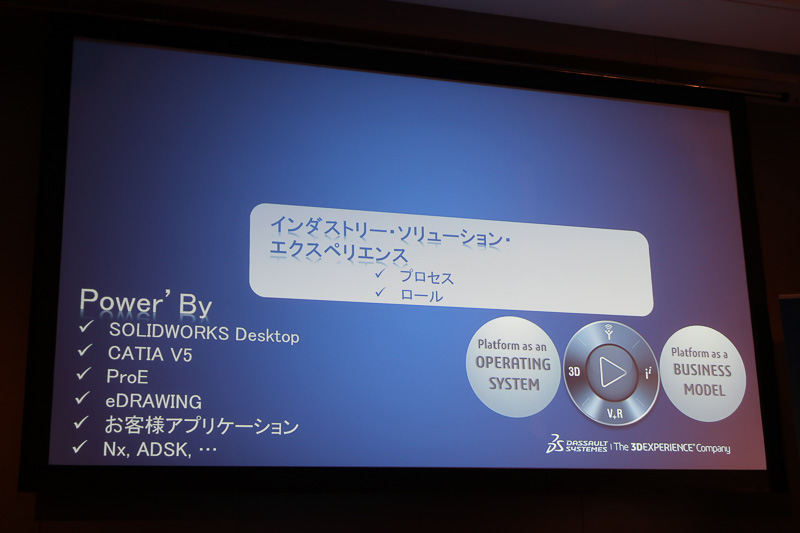 インダストリー・ソリューション・
エクスペリエンス
✓ プロセス
✓ ロール
Power' By
✓ SOLIDWORKS Desktop
✓ CATIA V5
✓ ProE
✓ eDRAWING
✓ お客様アプリケーション
✓ Nx, ADSK, …
Platform as an
OPERATING
SYSTEM
3D
i²
V,R
Platform as a
BUSINESS
MODEL
3DS DASSAULT SYSTEMES | The 3DEXPERIENCE® Company